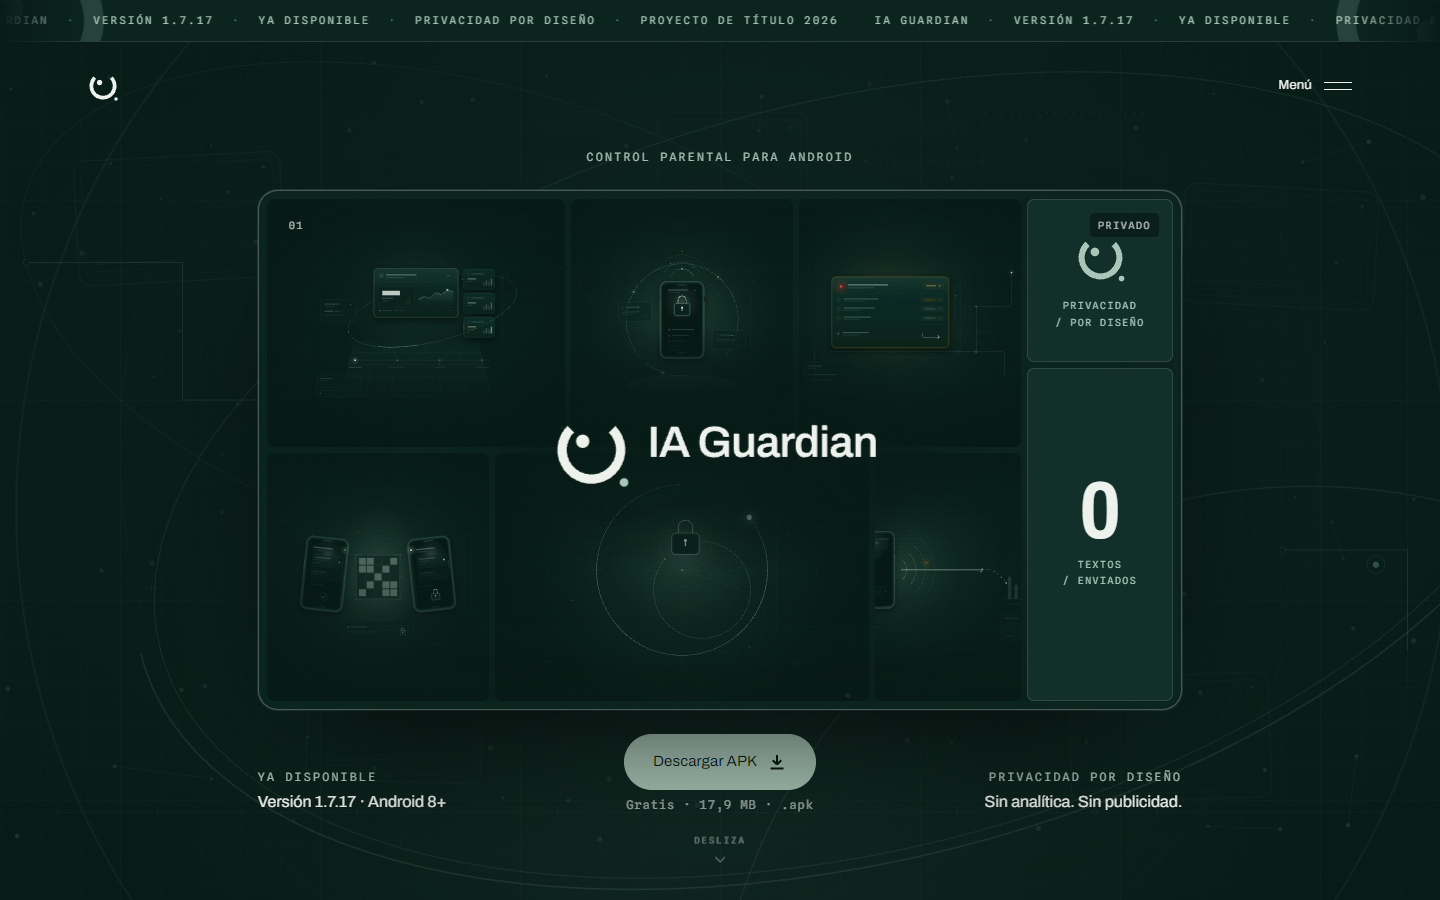 VERSIÓN 1.7.17 · YA DISPONIBLE · PRIVACIDAD POR DISEÑO · PROYECTO DE TÍTULO 2026 IA GUARDIAN · VERSIÓN 1.7.17 · YA DISPONIBLE · PRIVACIDAD
Menú
CONTROL PARENTAL PARA ANDROID
01
PRIVADO
PRIVACIDAD
/ POR DISEÑO
IA Guardian
0
TEXTOS
/ ENVIADOS
Descargar APK
YA DISPONIBLE
Versión 1.7.17 · Android 8+
Gratis · 17,9 MB · .apk
PRIVACIDAD POR DISEÑO
Sin analítica. Sin publicidad.
DESLIZA